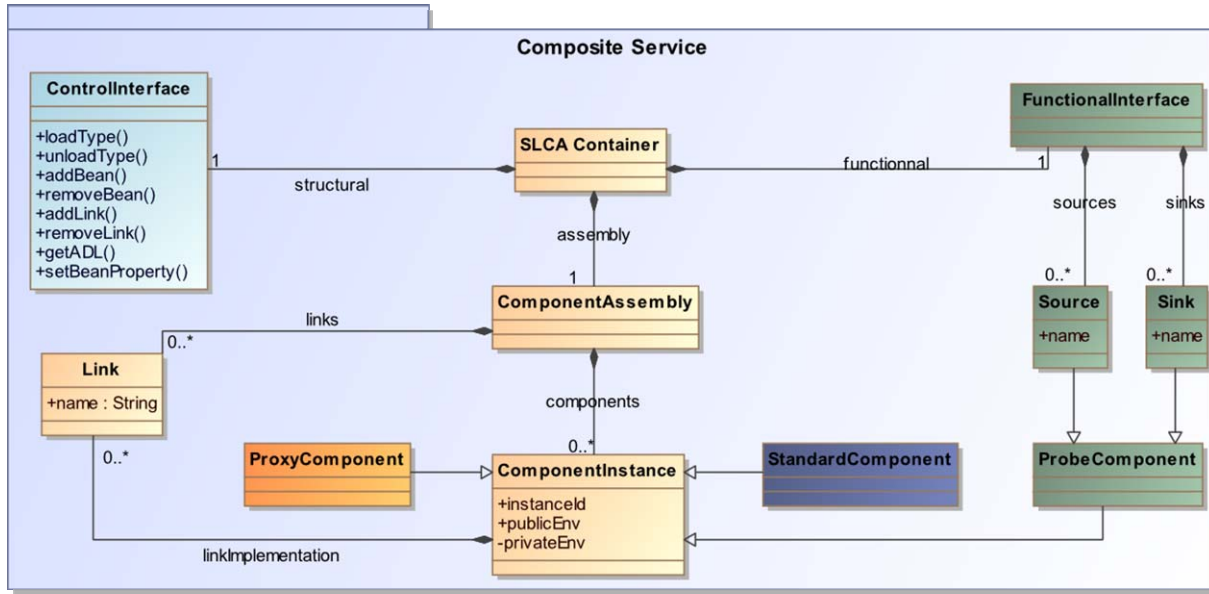 Composite Service
ControlInterface
+loadType()
+unloadType()
+addBean()
+removeBean()
+addLink()
+removeLink()
+getADL()
+setBeanProperty()
1
structural
SLCA Container
functionnal
1
FunctionalInterface
sources
sinks
assembly
1
0..*
0..*
ComponentAssembly
Source
+name
Sink
+name
links
0..*
Link
+name : String
0..*
components
0..*
ProxyComponent
ComponentInstance
+instanceId
+publicEnv
-privateEnv
StandardComponent
ProbeComponent
linkImplementation